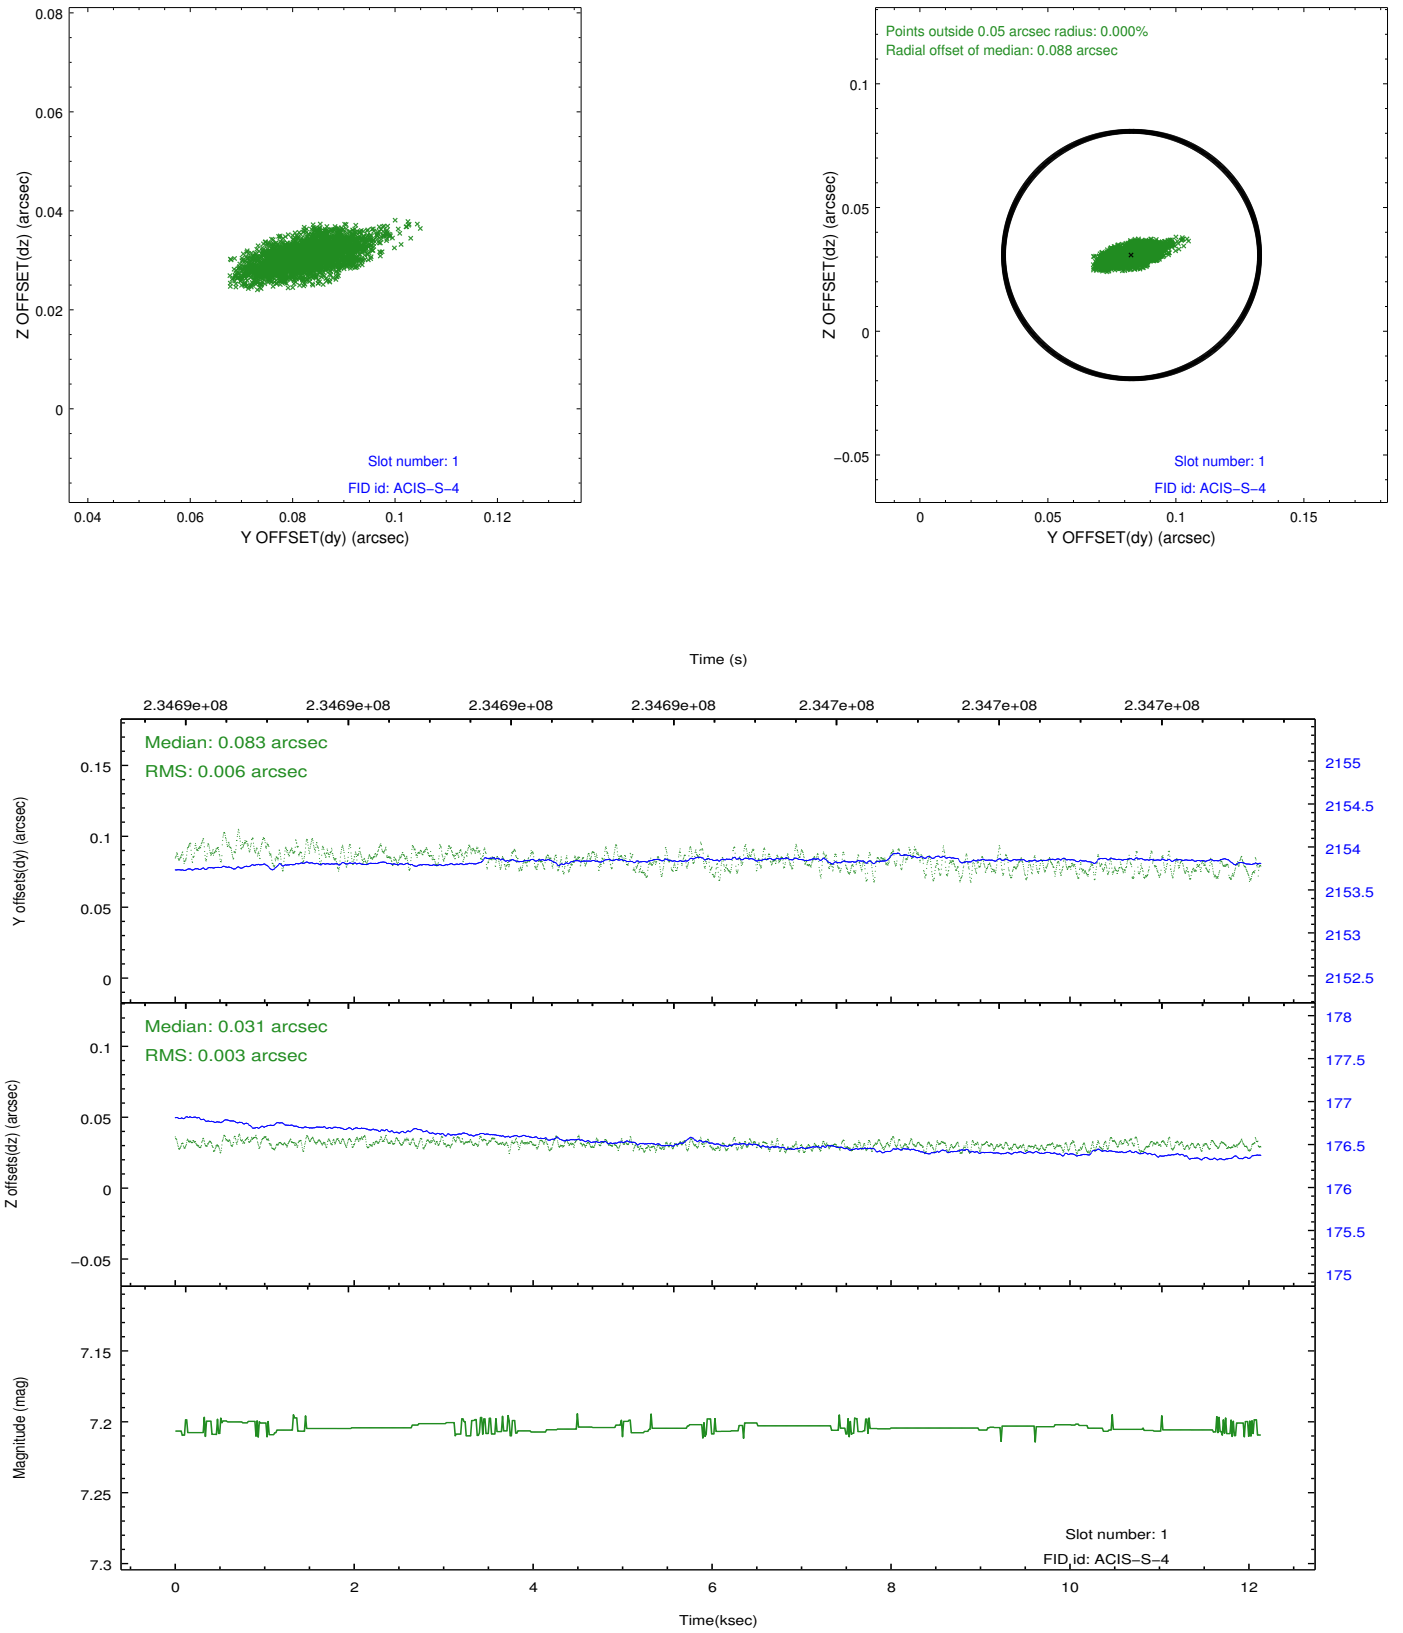 0.08
0.06
0.04
0.02
0
Z OFFSET(dz) (arcsec)
Slot number: 1
FID id: ACIS−S−4
0.04 0.06 0.08 0.1 0.12
Y OFFSET(dy) (arcsec)
Points outside 0.05 arcsec radius: 0.000%
Radial offset of median: 0.088 arcsec
0.1
0.05
0
−0.05
Z OFFSET(dz) (arcsec)
Slot number: 1
FID id: ACIS−S−4
0 0.05 0.1 0.15
Y OFFSET(dy) (arcsec)
Time (s)
2.3469e+08 2.3469e+08 2.3469e+08 2.3469e+08 2.347e+08 2.347e+08 2.347e+08
Median: 0.083 arcsec
RMS: 0.006 arcsec
0.15
0.1
0.05
0
Y offsets(dy) (arcsec)
2155
2154.5
2154
2153.5
2153
2152.5
Median: 0.031 arcsec
RMS: 0.003 arcsec
0.1
0.05
0
−0.05
Z offsets(dz) (arcsec)
178
177.5
177
176.5
176
175.5
175
7.15
7.2
7.25
7.3
Magnitude (mag)
Slot number: 1
FID id: ACIS−S−4
0 2 4 6 8 10 12
Time(ksec)